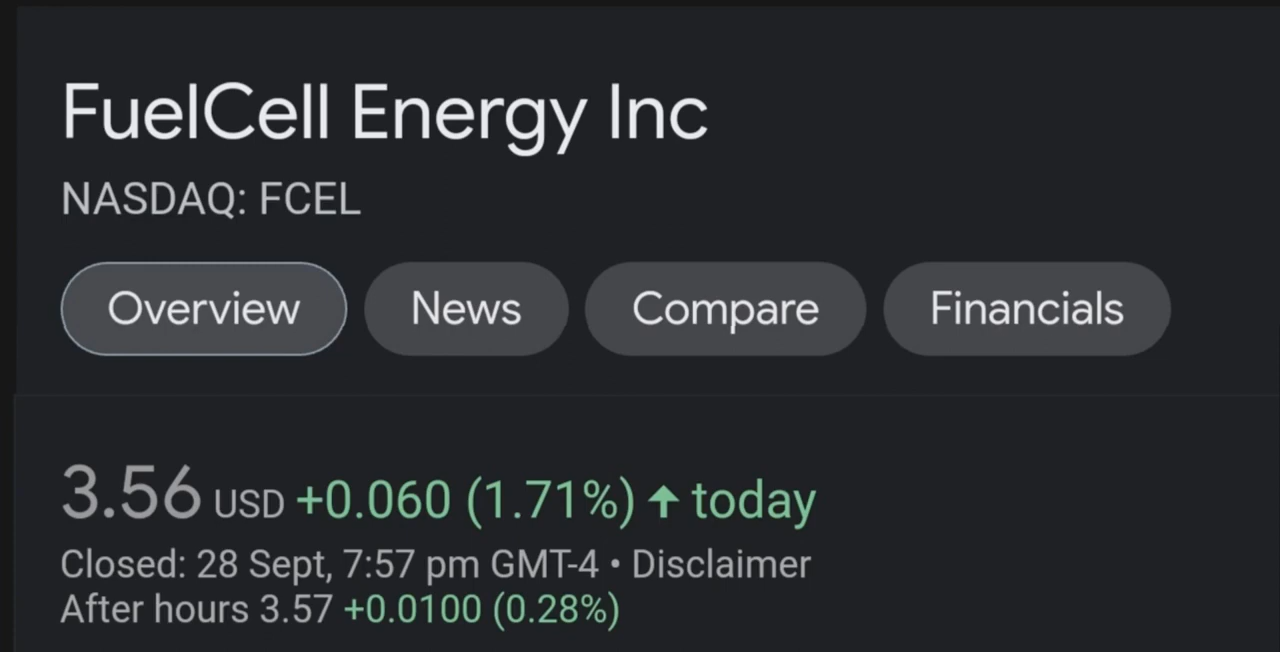 FuelCell Energy Inc
NASDAQ: FCEL
Overview News Compare Financials
3.56 USD +0.060 (1.71%) ↑ today
Closed: 28 Sept, 7:57 pm GMT-4 • Disclaimer
After hours 3.57 +0.0100 (0.28%)